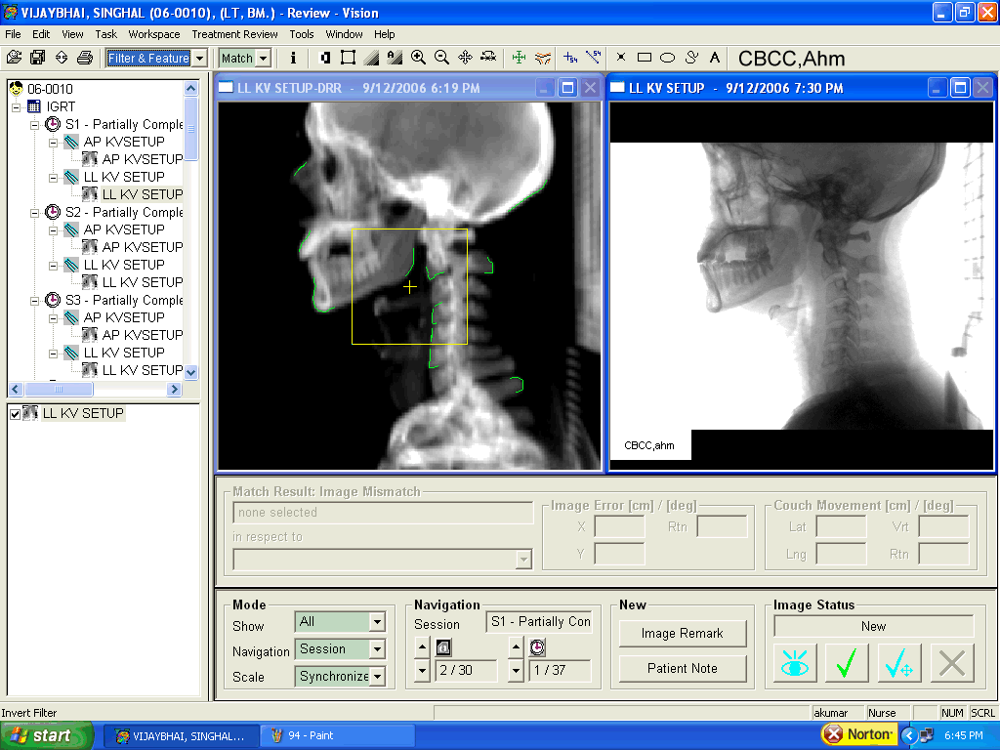 VIJAYBHAI, SINGHAL (06-0010), (LT, BM.) - Review - Vision
File Edit View Task Workspace Treatment Review Tools Window Help
Filter & Feature Match CBCC,Ahm
06-0010
IGRT
S1 - Partially Comple
AP KVSETUP
AP KVSETUP
LL KV SETUP
LL KV SETUP
S2 - Partially Comple
AP KVSETUP
AP KVSETUP
LL KV SETUP
LL KV SETUP
S3 - Partially Comple
AP KVSETUP
AP KVSETUP
LL KV SETUP
LL KV SETUP
LL KV SETUP
LL KV SETUP-DRR - 9/12/2006 6:19 PM
LL KV SETUP - 9/12/2006 7:30 PM
CBCC,ahm
Match Result: Image Mismatch
none selected
in respect to
Image Error [cm] / [deg]
X Rtn
Y
Couch Movement [cm] / [deg]
Lat Vrt
Lng Rtn
Mode
Show All
Navigation Session
Scale Synchronize
Navigation
Session S1 - Partially Con
2 / 30 1 / 37
New
Image Remark
Patient Note
Image Status
New
Invert Filter akumar Nurse NUM SCRL
start VIJAYBHAI, SINGHAL... 94 - Paint Norton 6:45 PM